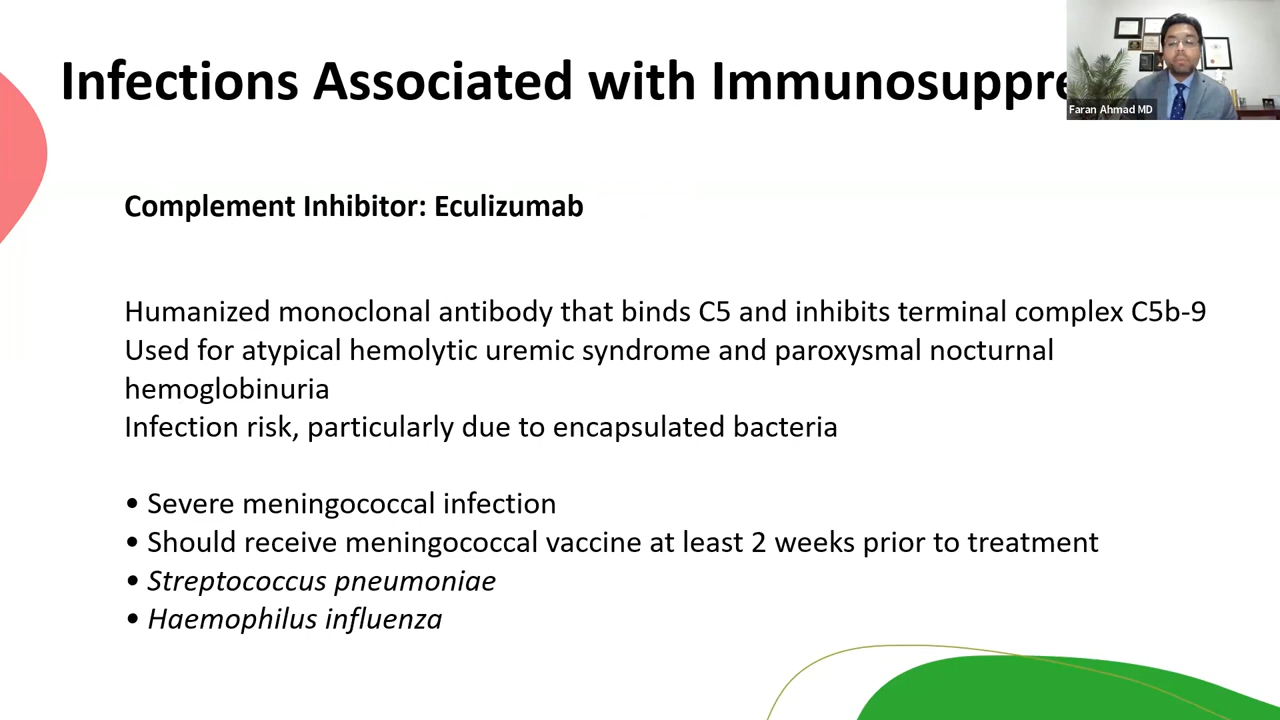 Infections Associated with Immunosuppre
Faran Ahmad MD
Complement Inhibitor: Eculizumab
Humanized monoclonal antibody that binds C5 and inhibits terminal complex C5b-9
Used for atypical hemolytic uremic syndrome and paroxysmal nocturnal
hemoglobinuria
Infection risk, particularly due to encapsulated bacteria
• Severe meningococcal infection
• Should receive meningococcal vaccine at least 2 weeks prior to treatment
• Streptococcus pneumoniae
• Haemophilus influenza